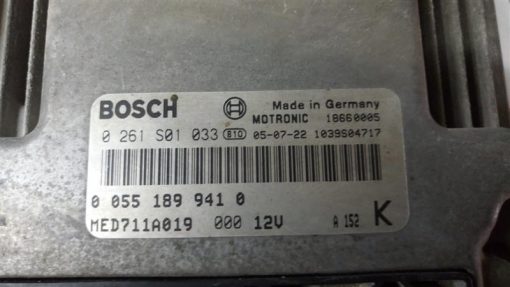 BOSCH Made in Germany
MOTRONIC 18660005
0 261 S01 033 810 05-07-22 1039S04717
0 055 189 941 0
MED711A019 000 12V A 152 K